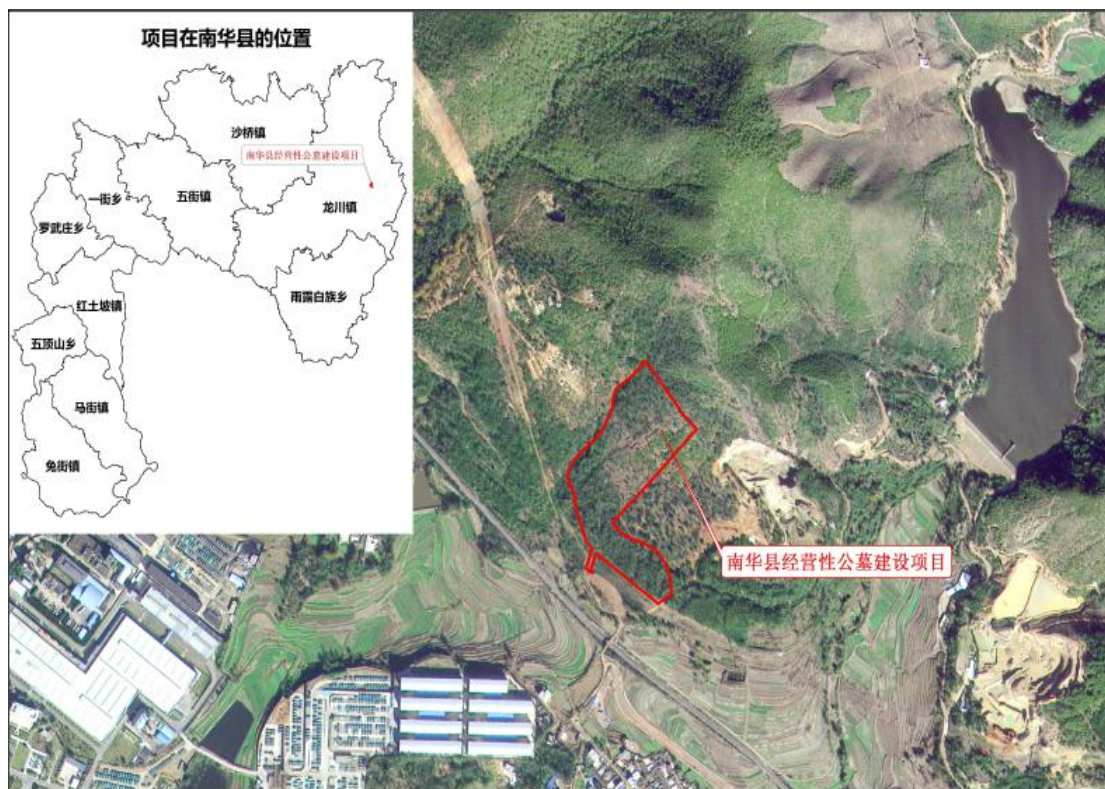 项目在南华县的位置
沙桥镇
南华县经营性公墓建设项目
一街乡
五街镇
龙川镇
罗武庄乡
雨露白族乡
红土坡镇
五顶山乡
马街镇
兔街镇
南华县经营性公墓建设项目